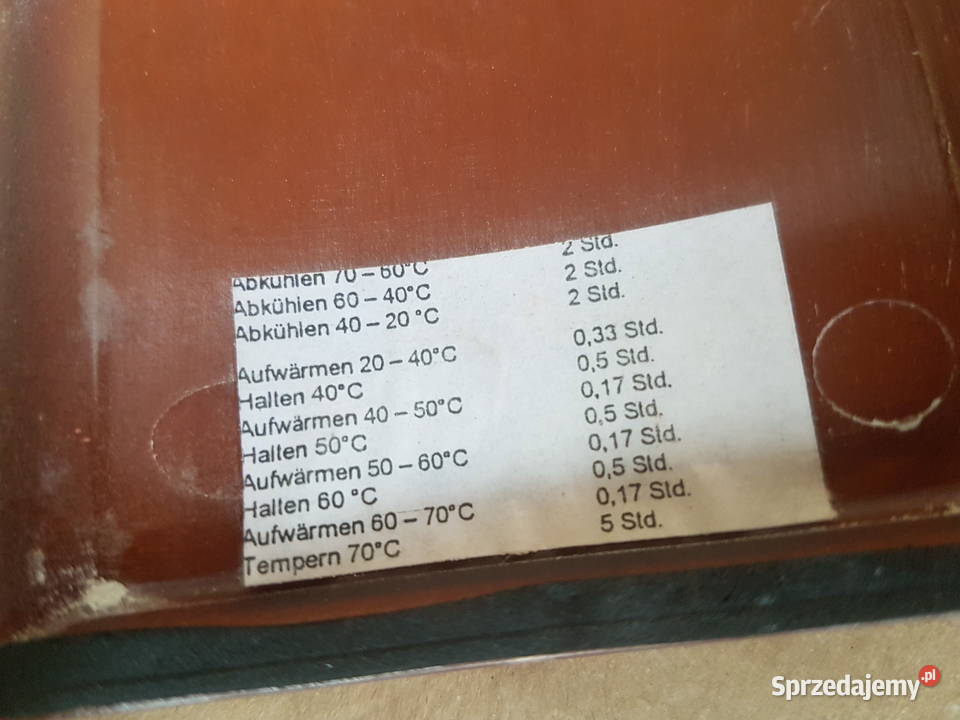 Abkühlen 70 – 60°C 2 Std.
Abkühlen 60 – 40°C 2 Std.
Abkühlen 40 – 20 °C 2 Std.
Aufwärmen 20 – 40°C 0,33 Std.
Halten 40°C 0,5 Std.
Aufwärmen 40 – 50°C 0,17 Std.
Halten 50°C 0,5 Std.
Aufwärmen 50 – 60°C 0,17 Std.
Halten 60 °C 0,5 Std.
Aufwärmen 60 – 70°C 0,17 Std.
Tempern 70°C 5 Std.
Sprzedajemy.pl